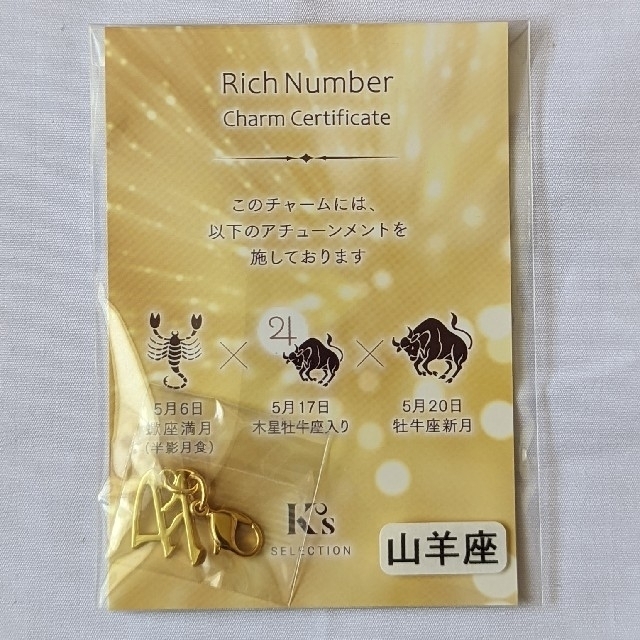 Rich Number
Charm Certificate
このチャームには、
以下のアチューンメントを
施しております
5月6日
蠍座満月
(半影月食)
5月17日
木星牡牛座入り
5月20日
牡牛座新月
K's
SELECTION
山羊座